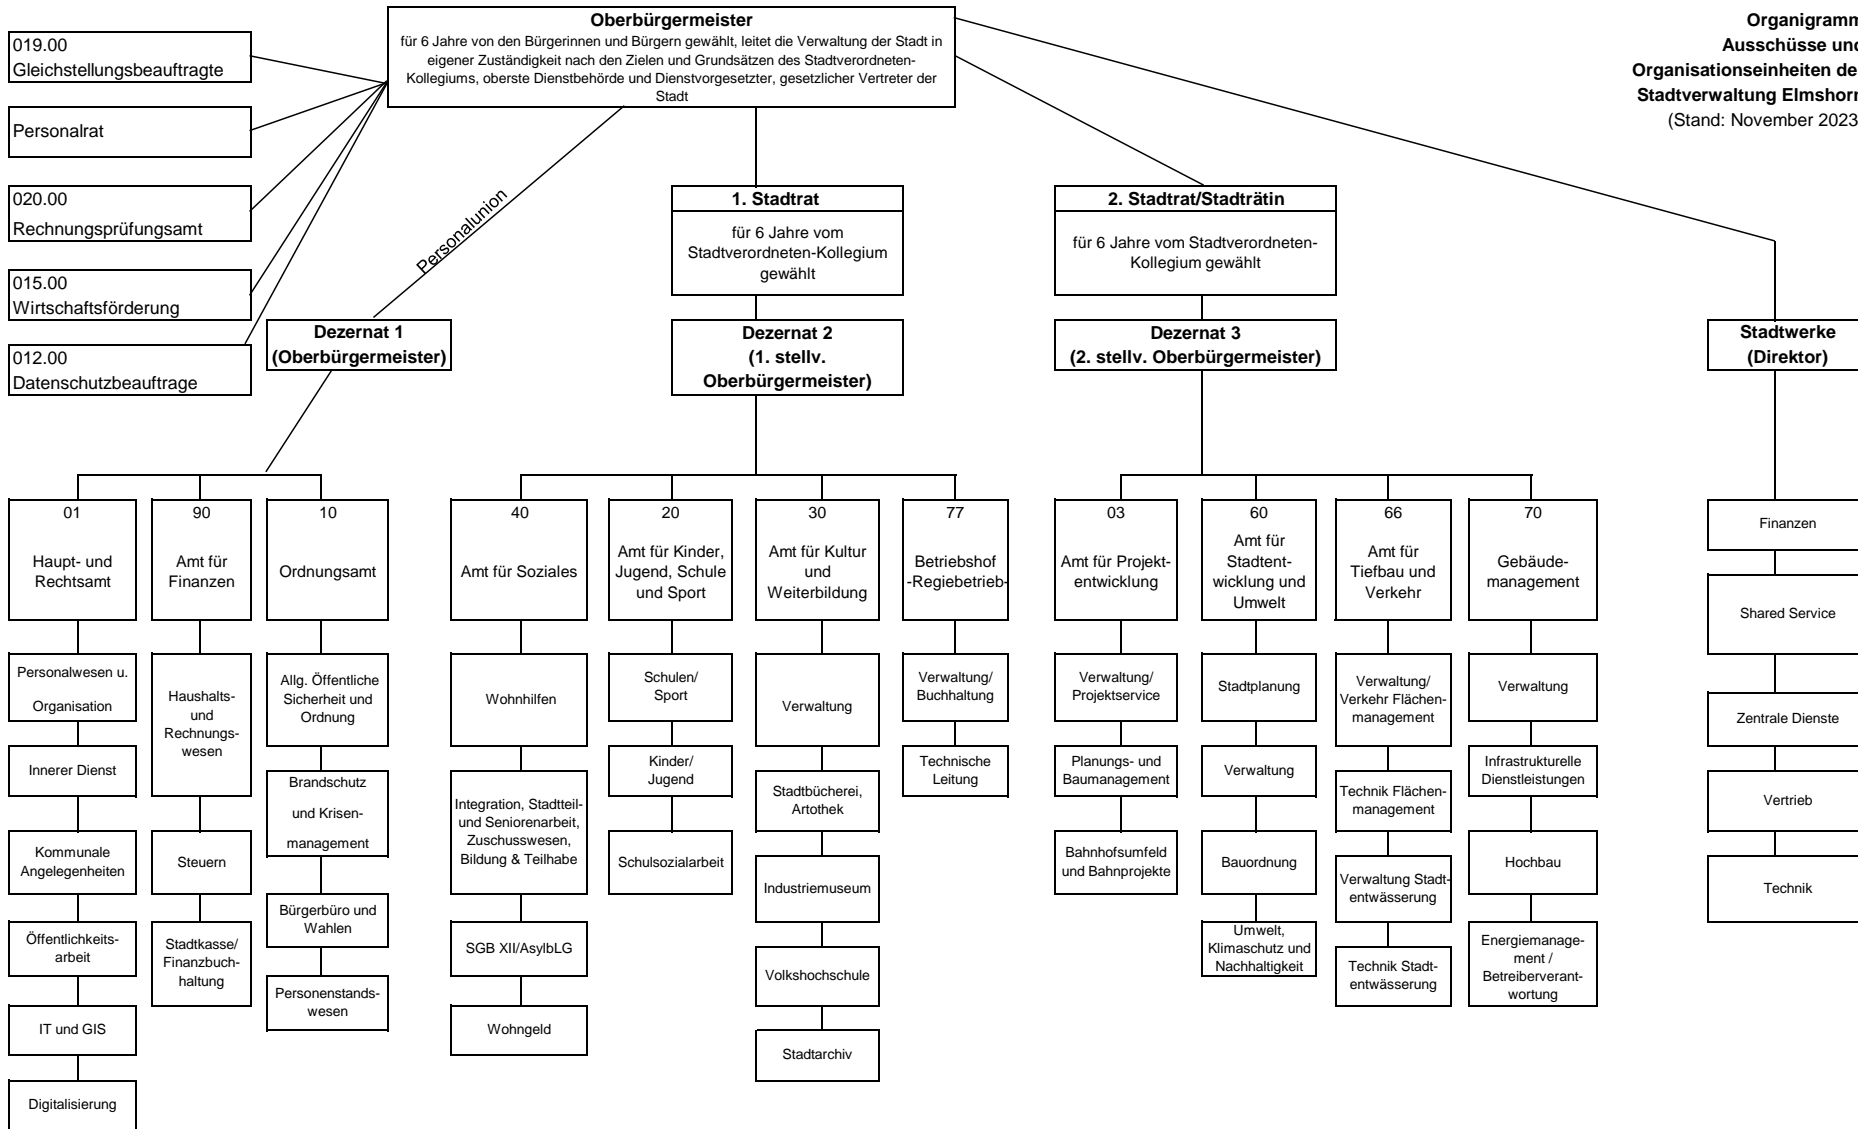 Oberbürgermeister
für 6 Jahre von den Bürgerinnen und Bürgern gewählt, leitet die Verwaltung der Stadt in
eigener Zuständigkeit nach den Zielen und Grundsätzen des Stadtverordneten-
Kollegiums, oberste Dienstbehörde und Dienstvorgesetzter, gesetzlicher Vertreter der
Stadt
Organigramm
Ausschüsse und
Organisationseinheiten der
Stadtverwaltung Elmshorn
(Stand: November 2023
019.00
Gleichstellungsbeauftragte
Personalrat
020.00
Rechnungsprüfungsamt
015.00
Wirtschaftsförderung
012.00
Datenschutzbeauftrage
Personalunion
1. Stadtrat
für 6 Jahre vom
Stadtverordneten-Kollegium
gewählt
2. Stadtrat/Stadträtin
für 6 Jahre vom Stadtverordneten-
Kollegium gewählt
Dezernat 1
(Oberbürgermeister)
Dezernat 2
(1. stellv.
Oberbürgermeister)
Dezernat 3
(2. stellv. Oberbürgermeister)
Stadtwerke
(Direktor)
01
Haupt- und
Rechtsamt
Personalwesen u.
Organisation
Innerer Dienst
Kommunale
Angelegenheiten
Öffentlichkeits-
arbeit
IT und GIS
Digitalisierung
90
Amt für
Finanzen
Haushalts-
und
Rechnungs-
wesen
Steuern
Stadtkasse/
Finanzbuch-
haltung
10
Ordnungsamt
Allg. Öffentliche
Sicherheit und
Ordnung
Brandschutz
und Krisen-
management
Bürgerbüro und
Wahlen
Personenstands-
wesen
40
Amt für Soziales
Wohnhilfen
Integration, Stadtteil-
und Seniorenarbeit,
Zuschusswesen,
Bildung & Teilhabe
SGB XII/AsylbLG
Wohngeld
20
Amt für Kinder,
Jugend, Schule
und Sport
Schulen/
Sport
Kinder/
Jugend
Schulsozialarbeit
30
Amt für Kultur
und
Weiterbildung
Verwaltung
Stadtbücherei,
Artothek
Industriemuseum
Volkshochschule
Stadtarchiv
77
Betriebshof
-Regiebetrieb-
Verwaltung/
Buchhaltung
Technische
Leitung
03
Amt für Projekt-
entwicklung
Verwaltung/
Projektservice
Planungs- und
Baumanagement
Bahnhofsumfeld
und Bahnprojekte
60
Amt für
Stadtent-
wicklung und
Umwelt
Stadtplanung
Verwaltung
Bauordnung
Umwelt,
Klimaschutz und
Nachhaltigkeit
66
Amt für
Tiefbau und
Verkehr
Verwaltung/
Verkehr Flächen-
management
Technik Flächen-
management
Verwaltung Stadt-
entwässerung
Technik Stadt-
entwässerung
70
Gebäude-
management
Verwaltung
Infrastrukturelle
Dienstleistungen
Hochbau
Energiemanage-
ment /
Betreiberverant-
wortung
Finanzen
Shared Service
Zentrale Dienste
Vertrieb
Technik